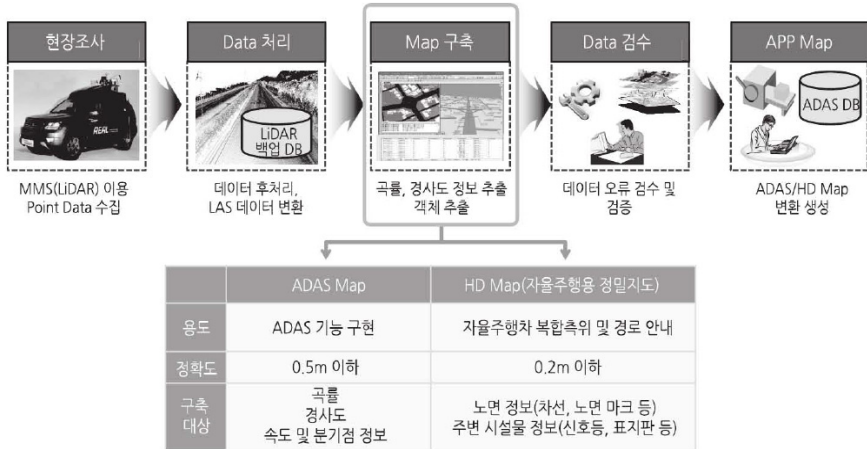 현장조사
Data 처리
Map 구축
Data 검수
APP Map
REAL
LiDAR
백업 DB
ADAS DB
MMS(LiDAR) 이용
Point Data 수집
데이터 후처리,
LAS 데이터 변환
곡률, 경사도 정보 추출
객체 추출
데이터 오류 검수 및
검증
ADAS/HD Map
변환 생성
ADAS Map
HD Map(자율주행용 정밀지도)
용도
ADAS 기능 구현
자율주행차 복합측위 및 경로 안내
정확도
0.5m 이하
0.2m 이하
구축
대상
곡률
경사도
속도 및 분기점 정보
노면 정보(차선, 노면 마크 등)
주변 시설물 정보(신호등, 표지판 등)